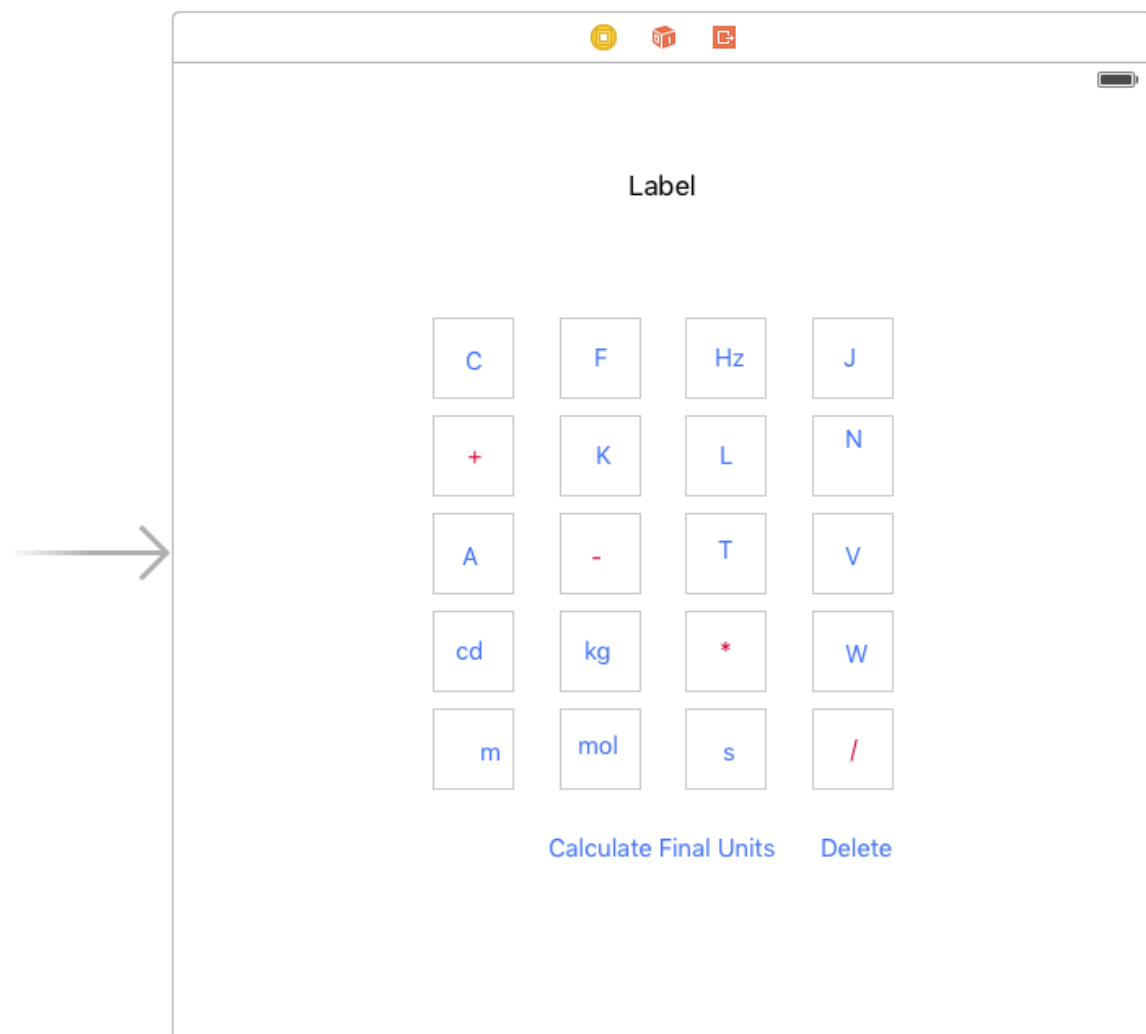 Label
C F Hz J
+ K L N
A - T V
cd kg * W
m mol s /
Calculate Final Units Delete